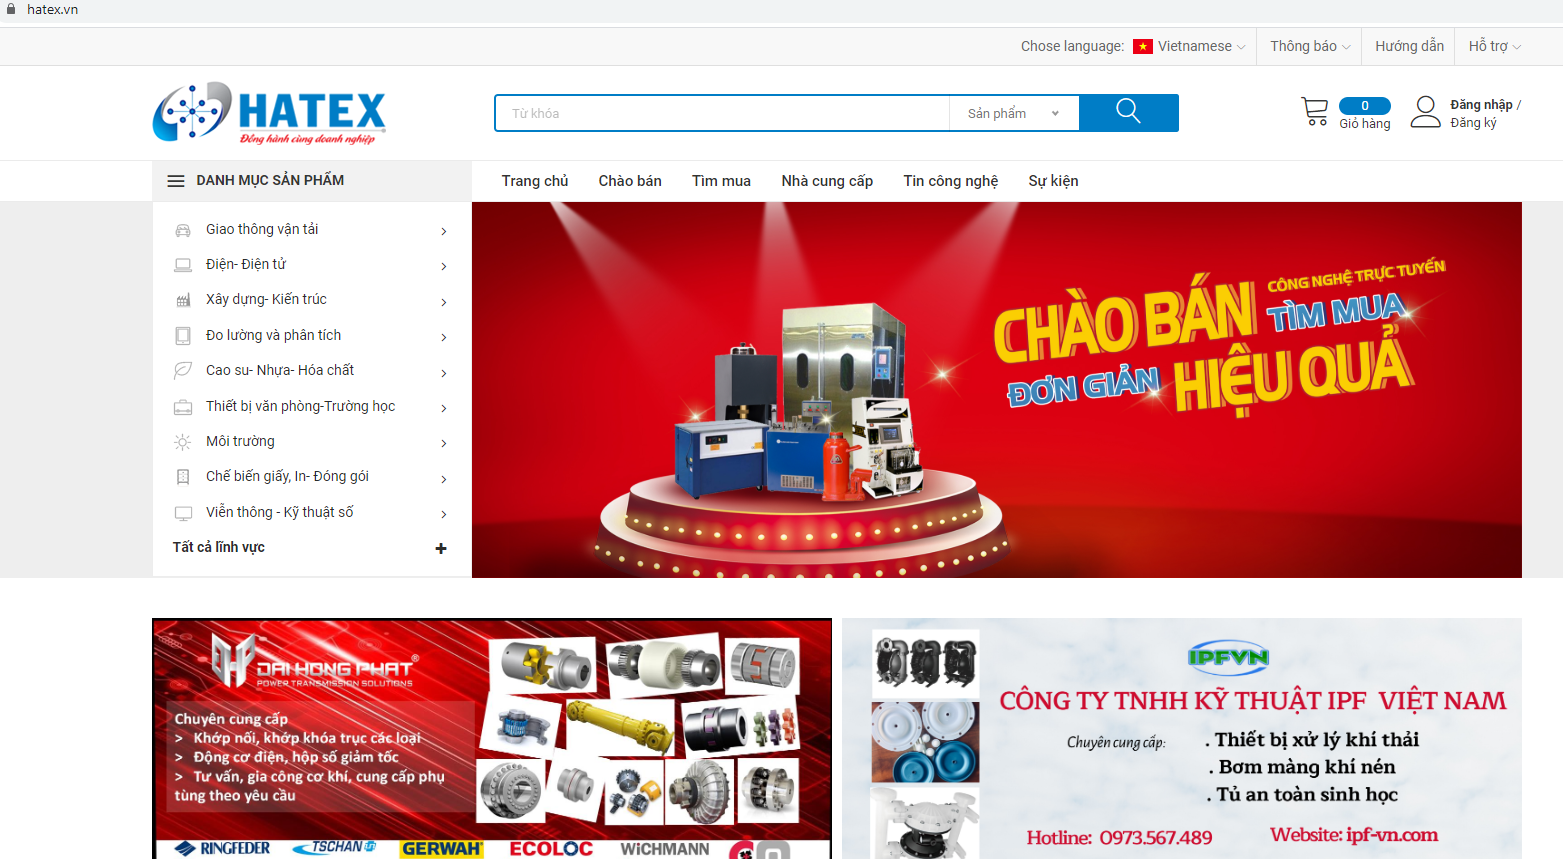 hatex.vn
Chose language: Vietnamese
Thông báo
Hướng dẫn
Hỗ trợ
HATEX
Đồng hành cùng doanh nghiệp
Từ khóa
Sản phẩm
0
Giỏ hàng
Đăng nhập /
Đăng ký
DANH MỤC SẢN PHẨM
Trang chủ
Chào bán
Tìm mua
Nhà cung cấp
Tin công nghệ
Sự kiện
Giao thông vận tải
Điện- Điện tử
Xây dựng- Kiến trúc
Đo lường và phân tích
Cao su- Nhựa- Hóa chất
Thiết bị văn phòng-Trường học
Môi trường
Chế biến giấy, In- Đóng gói
Viễn thông - Kỹ thuật số
Tất cả lĩnh vực
CÔNG NGHỆ TRỰC TUYẾN
CHÀO BÁN TÌM MUA
ĐƠN GIẢN HIỆU QUẢ
DAI HONG PHAT®
POWER TRANSMISSION SOLUTIONS
Chuyên cung cấp
> Khớp nối, khớp khóa trục các loại
> Động cơ điện, hộp số giảm tốc
> Tư vấn, gia công cơ khí, cung cấp phụ
tùng theo yêu cầu
RINGFEDER
TSCHAN
GERWAH
ECOLOC
WiCHMANN
IPFVN
CÔNG TY TNHH KỸ THUẬT IPF VIỆT NAM
Chuyên cung cấp:
. Thiết bị xử lý khí thải
. Bơm màng khí nén
. Tủ an toàn sinh học
Hotline: 0973.567.489
Website: ipf-vn.com